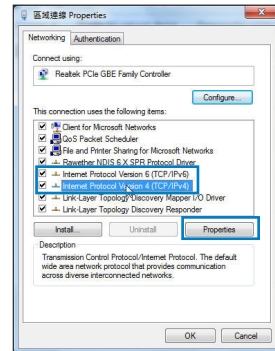 區域連線 Properties
Networking Authentication
Connect using:
Realtek PCIe GBE Family Controller
Configure...
This connection uses the following items:
Client for Microsoft Networks
QoS Packet Scheduler
File and Printer Sharing for Microsoft Networks
Rawether NDIS 6.X SPR Protocol Driver
Internet Protocol Version 6 (TCP/IPv6)
Internet Protocol Version 4 (TCP/IPv4)
Link-Layer Topology Discovery Mapper I/O Driver
Link-Layer Topology Discovery Responder
Install... Uninstall Properties
Description
Transmission Control Protocol/Internet Protocol. The default
wide area network protocol that provides communication
across diverse interconnected networks.
OK Cancel